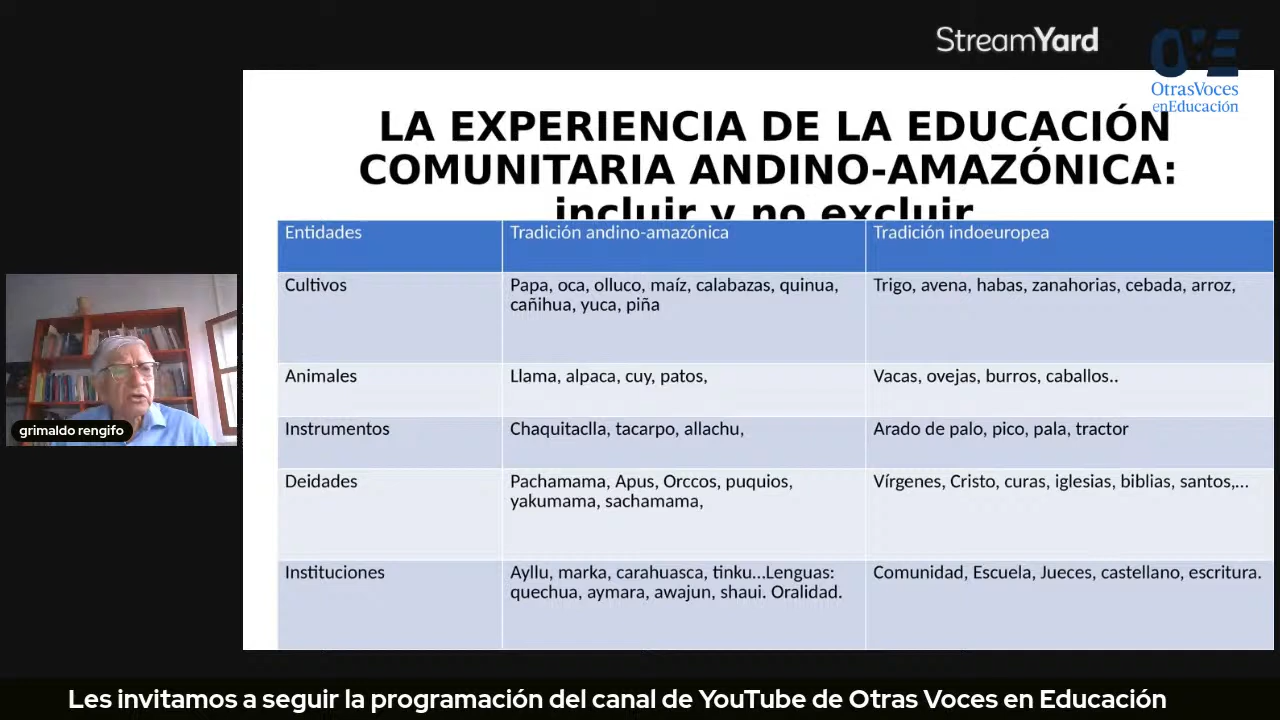 StreamYard
OVE
OtrasVoces
enEducación
LA EXPERIENCIA DE LA EDUCACIÓN
COMUNITARIA ANDINO-AMAZÓNICA:
incluir y no excluir
Entidades
Tradición andino-amazónica
Tradición indoeuropea
Cultivos
Papa, oca, olluco, maíz, calabazas, quinua,
cañihua, yuca, piña
Trigo, avena, habas, zanahorias, cebada, arroz,
Animales
Llama, alpaca, cuy, patos,
Vacas, ovejas, burros, caballos..
Instrumentos
Chaquitaclla, tacarpo, allachu,
Arado de palo, pico, pala, tractor
Deidades
Pachamama, Apus, Orccos, puquios,
yakumama, sachamama,
Vírgenes, Cristo, curas, iglesias, biblias, santos,...
Instituciones
Ayllu, marka, carahuasca, tinku...Lenguas:
quechua, aymara, awajun, shaui. Oralidad.
Comunidad, Escuela, Jueces, castellano, escritura.
grimaldo rengifo
Les invitamos a seguir la programación del canal de YouTube de Otras Voces en Educación